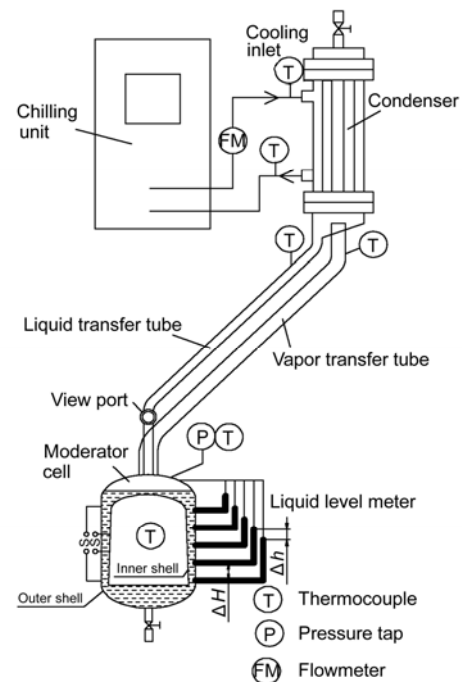 Cooling
inlet
T
Condenser
Chilling
unit
FM
T
T
T
Liquid transfer tube
Vapor transfer tube
View port
P
T
Moderator
cell
Liquid level meter
S
S
T
Δh
Inner shell
ΔH
Outer shell
T
Thermocouple
P
Pressure tap
FM
Flowmeter